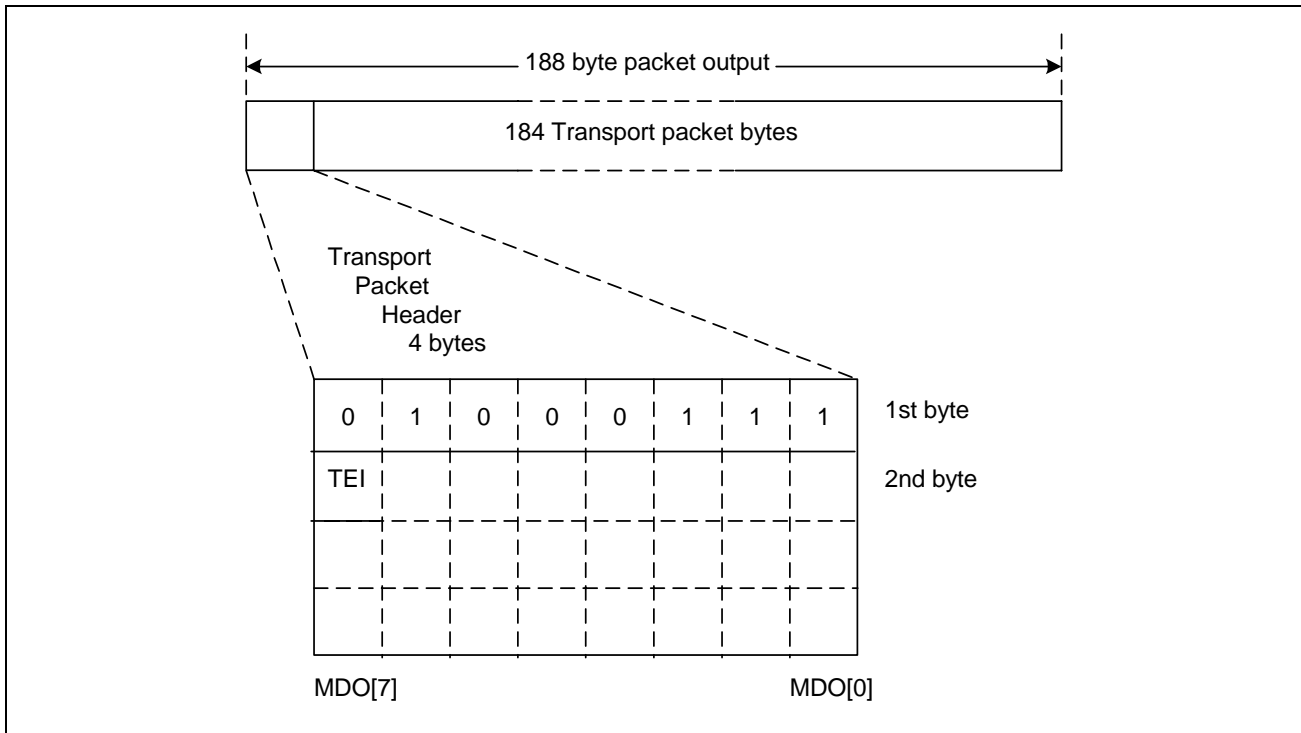 188 byte packet output
184 Transport packet bytes
Transport
Packet
Header
4 bytes
0 1 0 0 0 1 1 1 1st byte
TEI 2nd byte
MDO[7] MDO[0]